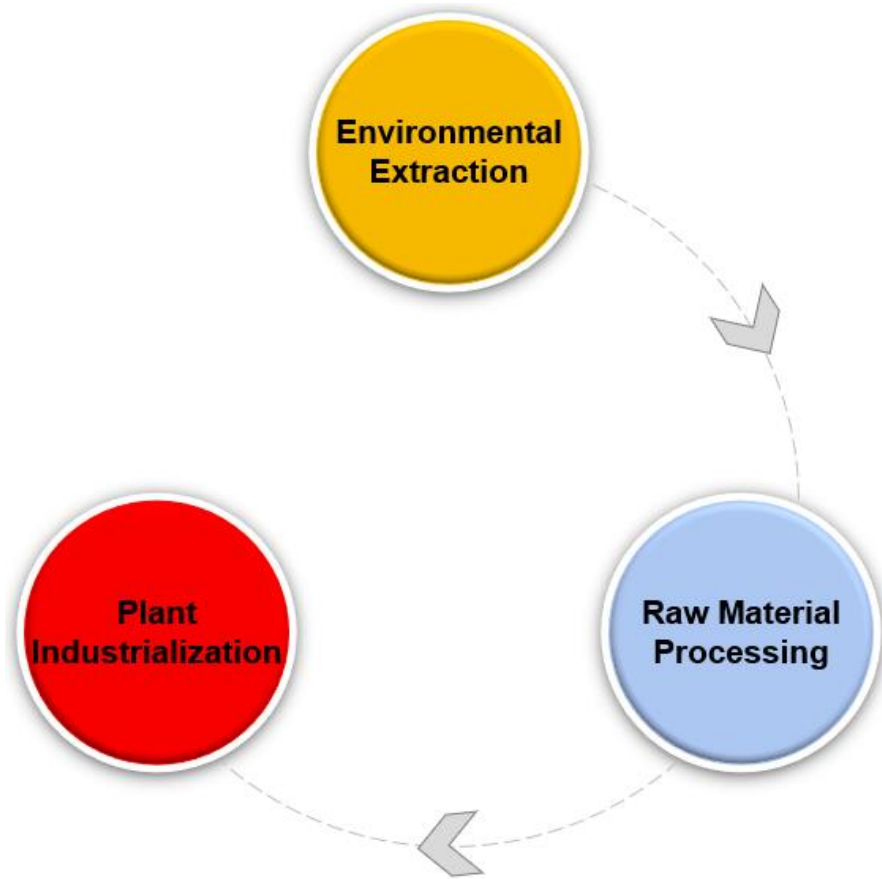 Environmental
Extraction
Raw Material
Processing
Plant
Industrialization